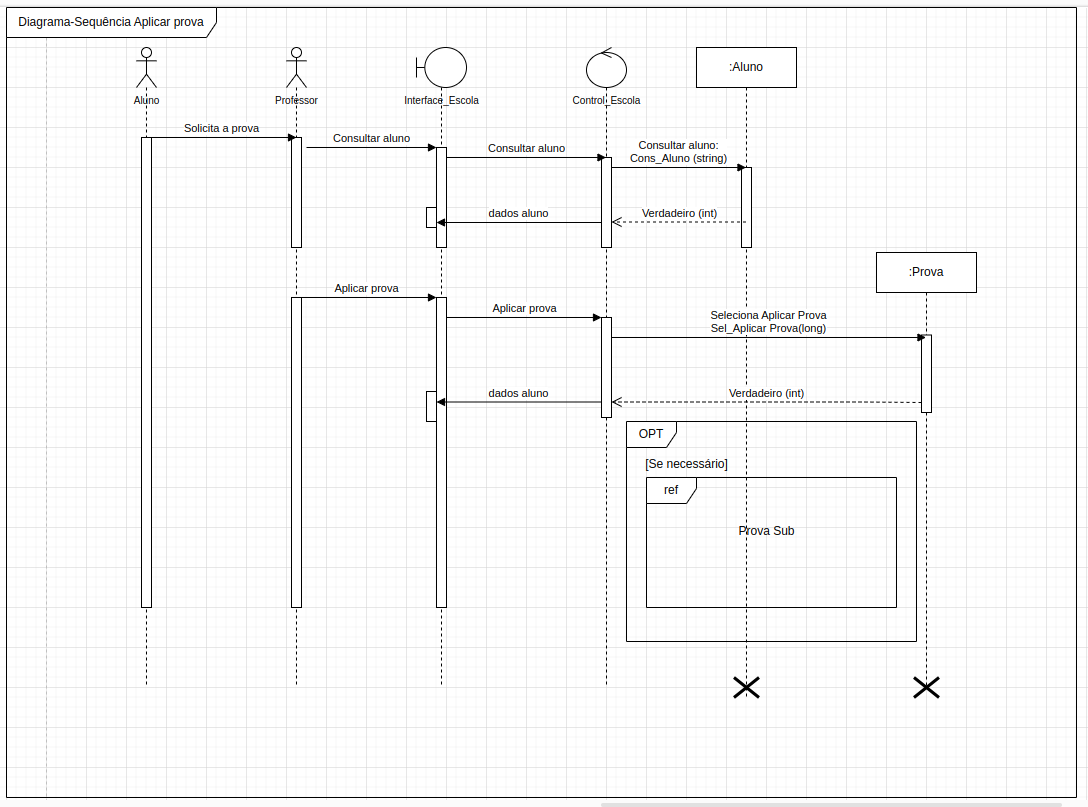 Diagrama-Sequência Aplicar prova
:Aluno
Aluno
Professor
Interface_Escola
Control_Escola
Solicita a prova
Consultar aluno
Consultar aluno
Consultar aluno:
Cons_Aluno (string)
dados aluno
Verdadeiro (int)
:Prova
Aplicar prova
Aplicar prova
Seleciona Aplicar Prova
Sel_Aplicar Prova(long)
dados aluno
Verdadeiro (int)
OPT
[Se necessário]
ref
Prova Sub